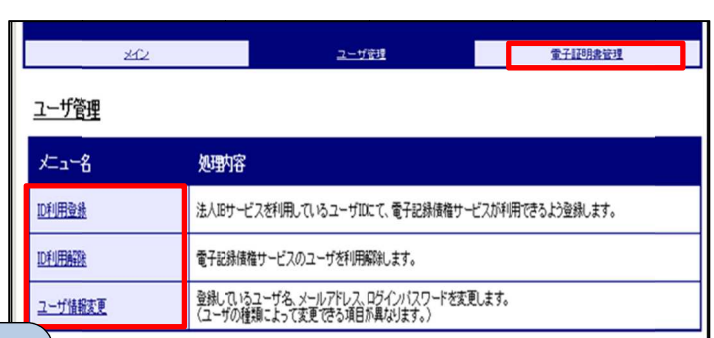 メイン ユーザ管理 電子証明書管理
ユーザ管理
メニュー名 処理内容
ID利用登録 法人IBサービスを利用しているユーザIDにて、電子記録債権サービスが利用できるよう登録します。
ID利用解除 電子記録債権サービスのユーザを利用解除します。
ユーザ情報変更 登録しているユーザ名、メールアドレス、ログインパスワードを変更します。
（ユーザの種類によって変更できる項目が異なります。）